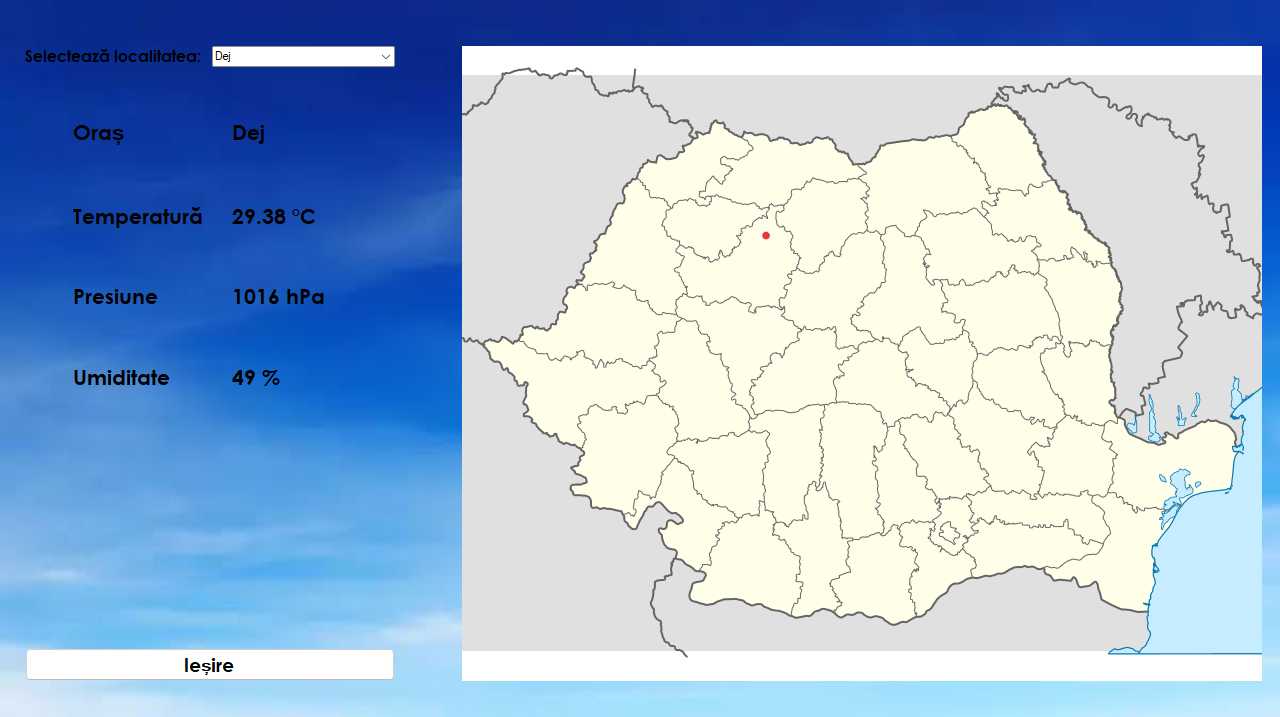 Selectează localitatea: Dej
Oraș Dej
Temperatură 29.38 °C
Presiune 1016 hPa
Umiditate 49 %
Ieșire